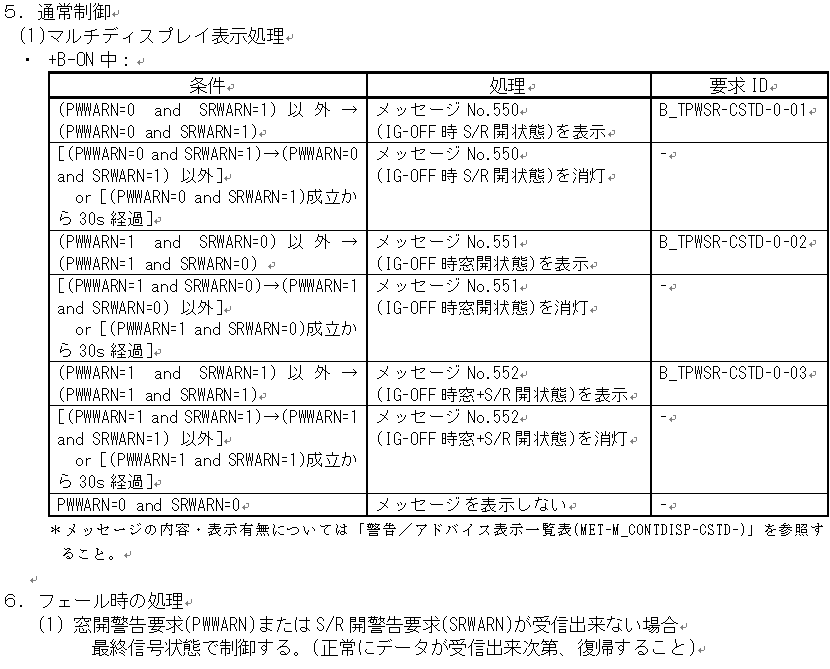 ５．通常制御
(1)マルチディスプレイ表示処理
・ +B-ON 中：
条件 処理 要求 ID
(PWWARN=0 and SRWARN=1) 以 外 → メッセージ No.550 B_TPWSR-CSTD-0-01
(PWWARN=0 and SRWARN=1) (IG-OFF 時 S/R 開状態)を表示
[(PWWARN=0 and SRWARN=1)→(PWWARN=0 メッセージ No.550 -
and SRWARN=1) 以外] (IG-OFF 時 S/R 開状態)を消灯
or [(PWWARN=0 and SRWARN=1)成立か
ら 30s 経過]
(PWWARN=1 and SRWARN=0) 以 外 → メッセージ No.551 B_TPWSR-CSTD-0-02
(PWWARN=1 and SRWARN=0) (IG-OFF 時窓開状態)を表示
[(PWWARN=1 and SRWARN=0)→(PWWARN=1 メッセージ No.551 -
and SRWARN=0) 以外] (IG-OFF 時窓開状態)を消灯
or [(PWWARN=1 and SRWARN=0)成立か
ら 30s 経過]
(PWWARN=1 and SRWARN=1) 以 外 → メッセージ No.552 B_TPWSR-CSTD-0-03
(PWWARN=1 and SRWARN=1) (IG-OFF 時窓+S/R 開状態)を表示
[(PWWARN=1 and SRWARN=1)→(PWWARN=1 メッセージ No.552 -
and SRWARN=1) 以外] (IG-OFF 時窓+S/R 開状態)を消灯
or [(PWWARN=1 and SRWARN=1)成立か
ら 30s 経過]
PWWARN=0 and SRWARN=0 メッセージを表示しない -
＊メッセージの内容・表示有無については「警告／アドバイス表示一覧表(MET-M_CONTDISP-CSTD-)」を参照す
ること。
６．フェール時の処理
(1) 窓開警告要求(PWWARN)または S/R 開警告要求(SRWARN)が受信出来ない場合
最終信号状態で制御する。(正常にデータが受信出来次第、復帰すること)